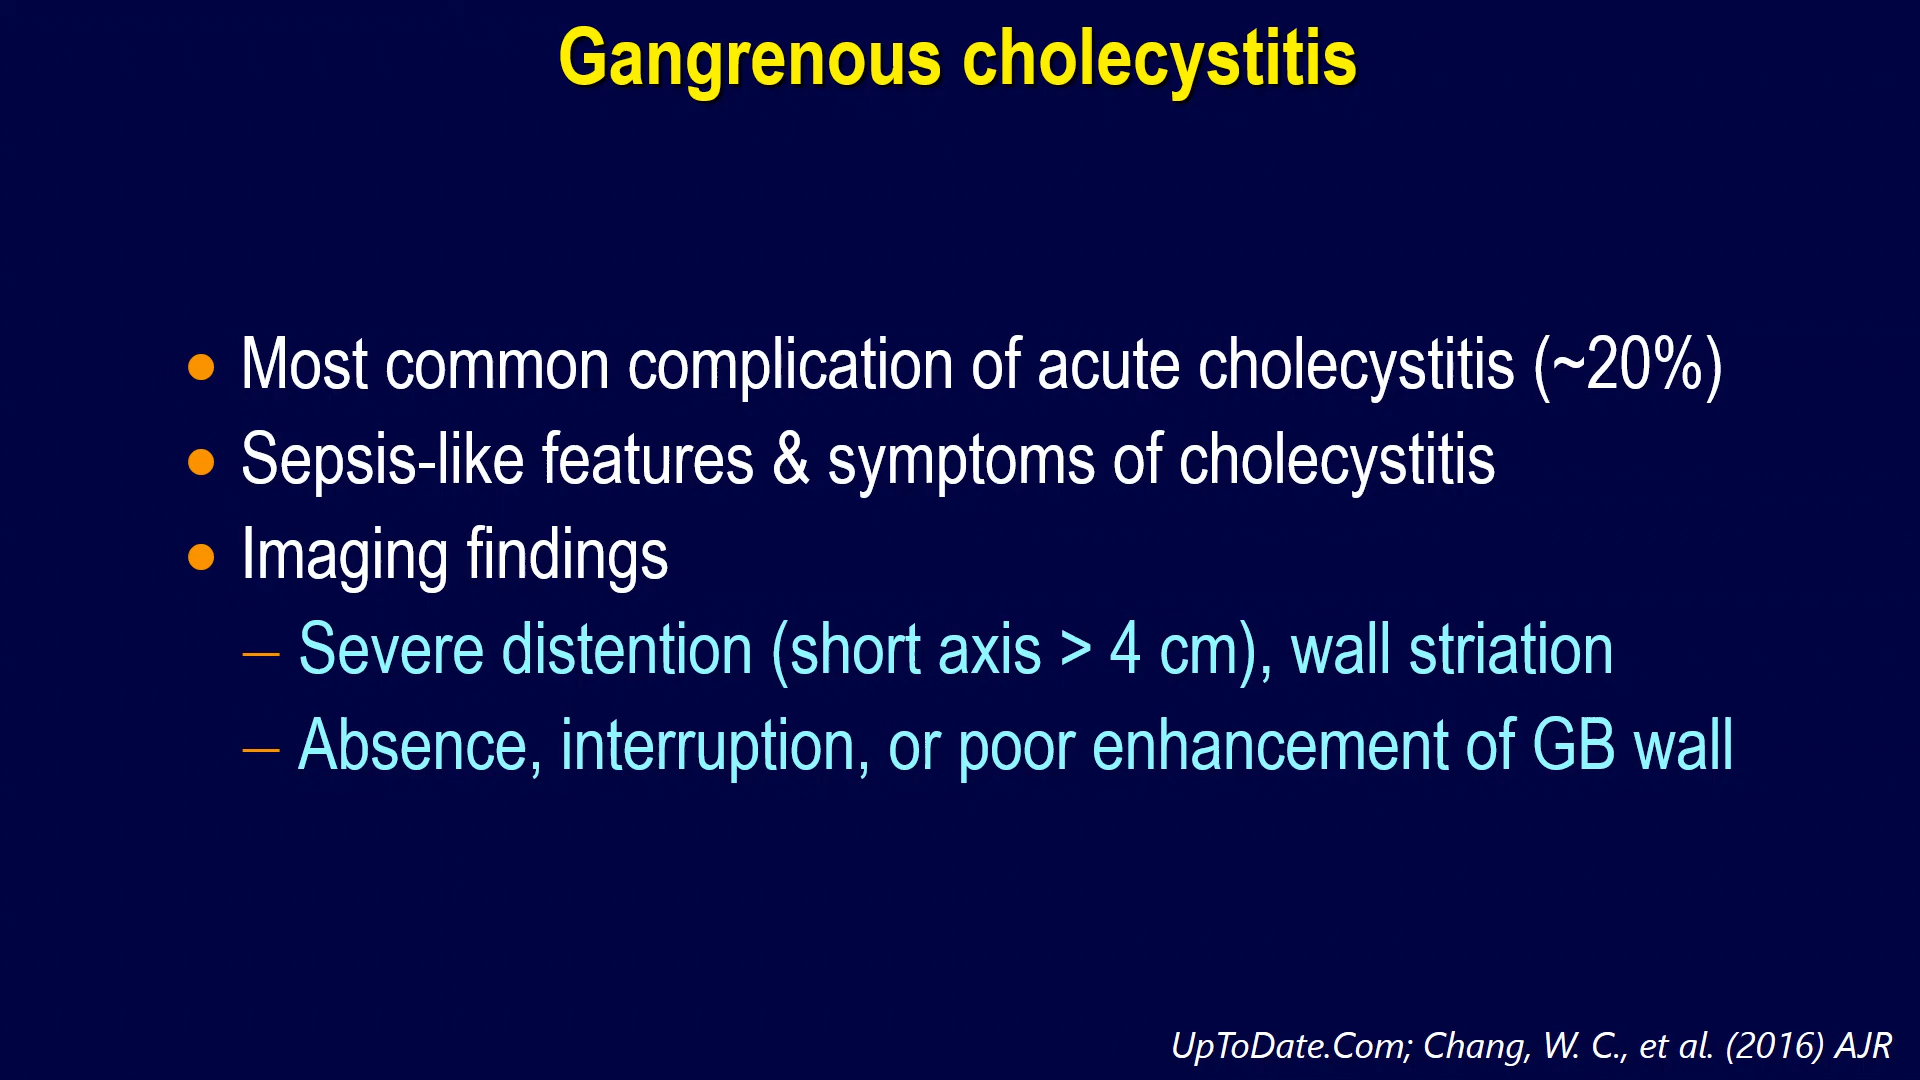 Gangrenous cholecystitis
• Most common complication of acute cholecystitis (~20%)
• Sepsis-like features & symptoms of cholecystitis
• Imaging findings
– Severe distention (short axis > 4 cm), wall striation
– Absence, interruption, or poor enhancement of GB wall
UpToDate.Com; Chang, W. C., et al. (2016) AJR